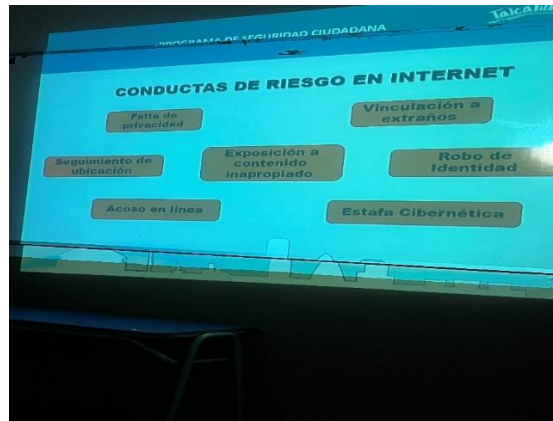 PROGRAMA DE SEGURIDAD CIUDADANA
CONDUCTAS DE RIESGO EN INTERNET
Falta de
privacidad
Vinculación a
extraños
Seguimiento de
ubicación
Exposición a
contenido
inapropiado
Robo de
Identidad
Acoso en línea
Estafa Cibernética